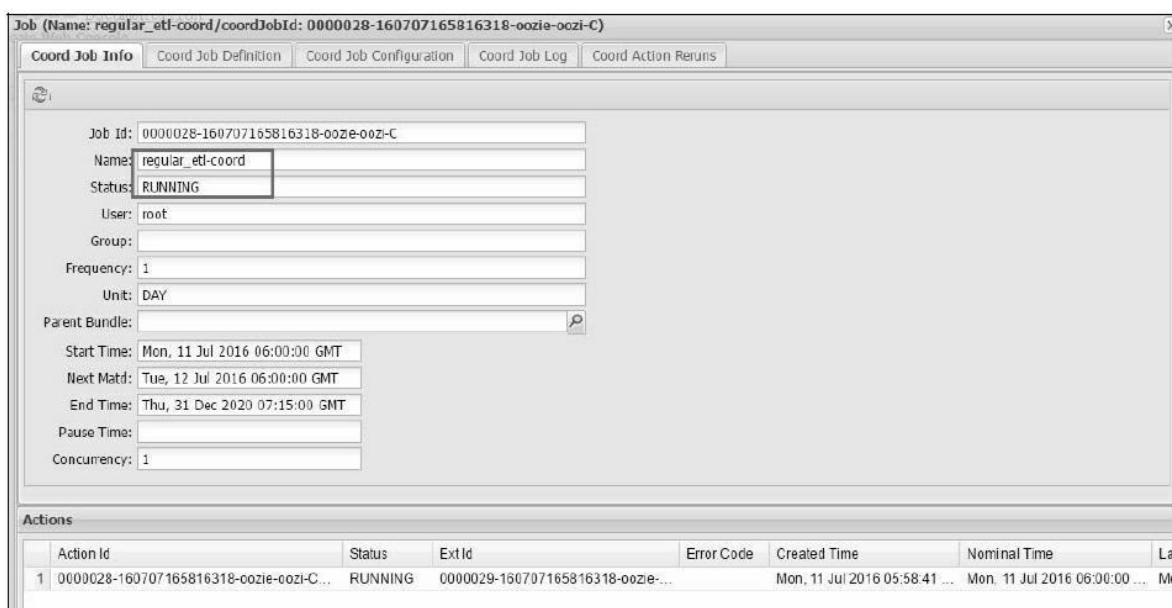 Job (Name: regular_etl-coord/coordJobId: 0000028-160707165816318-oozie-oozi-C)
Coord Job Info Coord Job Definition Coord Job Configuration Coord Job Log Coord Action Reruns
Job Id: 0000028-160707165816318-oozie-oozi-C
Name: regular_etl-coord
Status: RUNNING
User: root
Group:
Frequency: 1
Unit: DAY
Parent Bundle:
Start Time: Mon, 11 Jul 2016 06:00:00 GMT
Next Matd: Tue, 12 Jul 2016 06:00:00 GMT
End Time: Thu, 31 Dec 2020 07:15:00 GMT
Pause Time:
Concurrency: 1
Actions
Action Id Status Ext Id Error Code Created Time Nominal Time La
1 0000028-160707165816318-oozie-oozi-C... RUNNING 0000029-160707165816318-oozie-... Mon, 11 Jul 2016 05:58:41 ... Mon, 11 Jul 2016 06:00:00 ... Mo